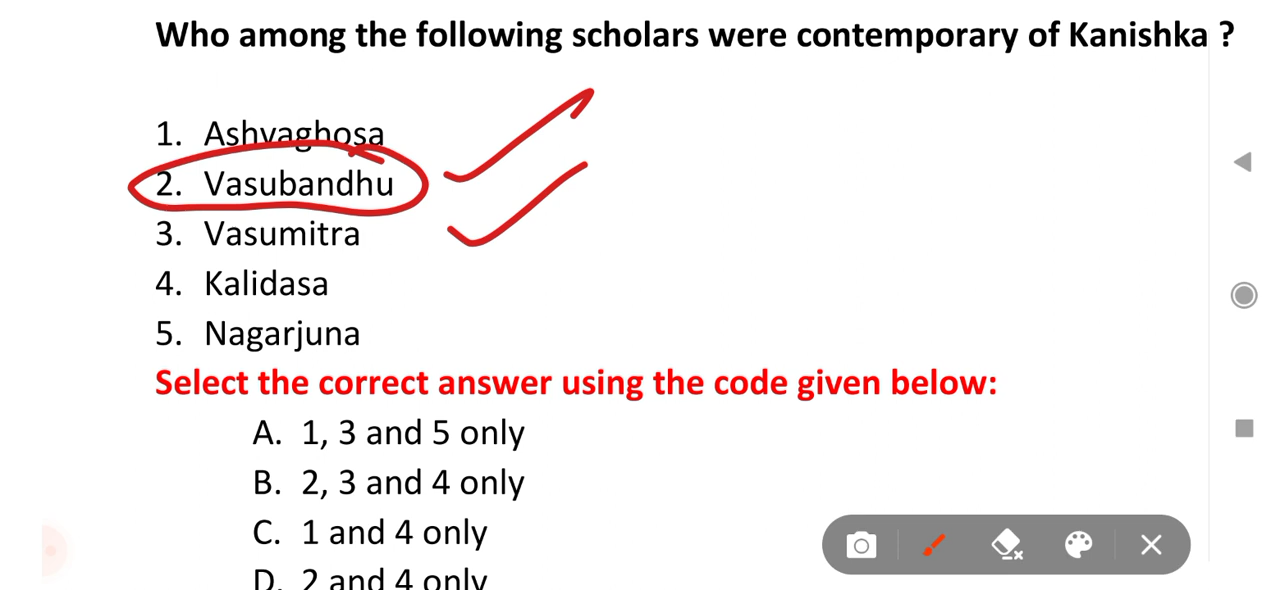 Who among the following scholars were contemporary of Kanishka ?
1. Ashvaghosa
2. Vasubandhu
3. Vasumitra
4. Kalidasa
5. Nagarjuna
Select the correct answer using the code given below:
A. 1, 3 and 5 only
B. 2, 3 and 4 only
C. 1 and 4 only
D. 2 and 4 only